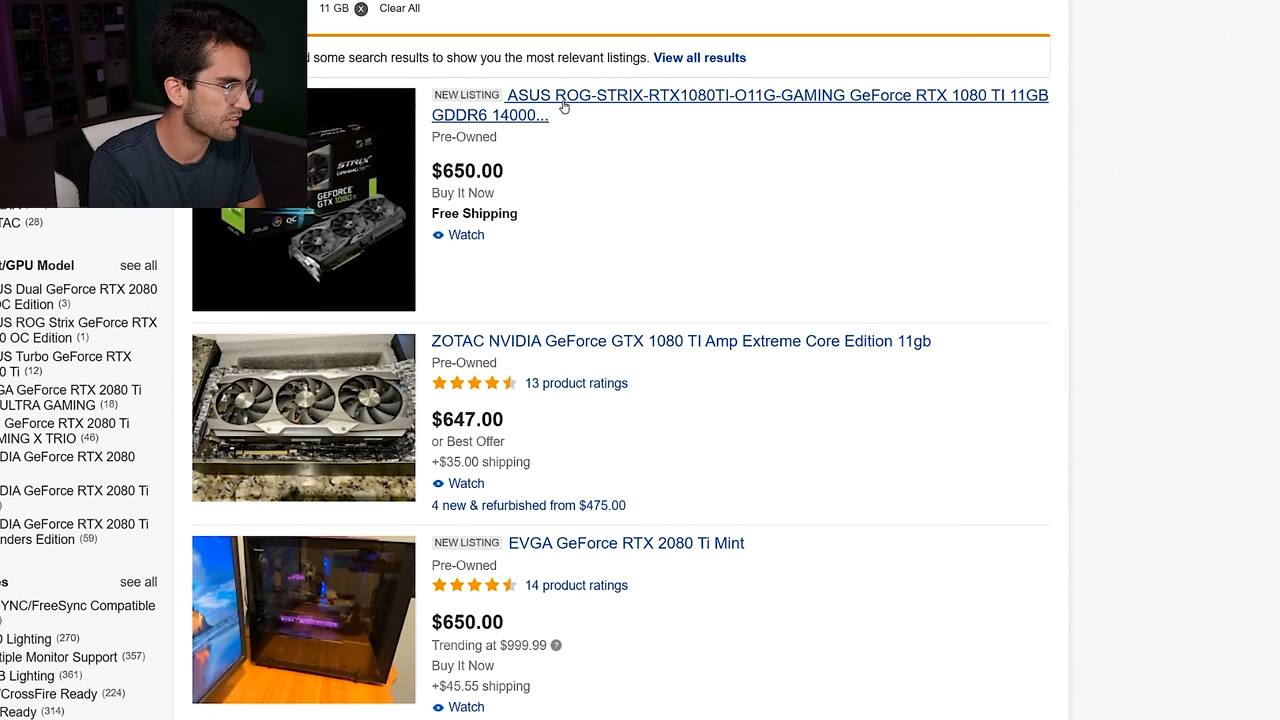 11 GB
Clear All
some search results to show you the most relevant listings. View all results
NEW LISTING ASUS ROG-STRIX-RTX1080TI-O11G-GAMING GeForce RTX 1080 TI 11GB
GDDR6 14000...
Pre-Owned
$650.00
Buy It Now
Free Shipping
Watch
STRIX
GEFORCE
GTX 1080 Ti
ZOTAC NVIDIA GeForce GTX 1080 TI Amp Extreme Core Edition 11gb
Pre-Owned
13 product ratings
$647.00
or Best Offer
+$35.00 shipping
Watch
4 new & refurbished from $475.00
NEW LISTING EVGA GeForce RTX 2080 Ti Mint
Pre-Owned
14 product ratings
$650.00
Trending at $999.99
Buy It Now
+$45.55 shipping
Watch
TAC (28)
t/GPU Model see all
US Dual GeForce RTX 2080
OC Edition (3)
US ROG Strix GeForce RTX
0 OC Edition (1)
US Turbo GeForce RTX
0 Ti (12)
GA GeForce RTX 2080 Ti
ULTRA GAMING (18)
GeForce RTX 2080 Ti
MING X TRIO (46)
DIA GeForce RTX 2080
DIA GeForce RTX 2080 Ti
DIA GeForce RTX 2080 Ti
nders Edition (59)
es see all
YNC/FreeSync Compatible
D Lighting (270)
tiple Monitor Support (357)
B Lighting (361)
/CrossFire Ready (224)
Ready (314)